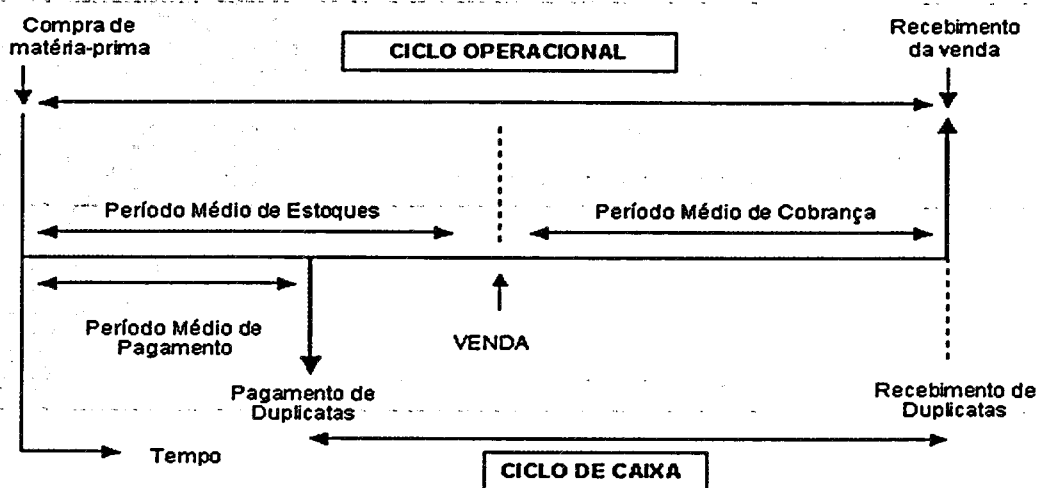 Compra de
matéria-prima
CICLO OPERACIONAL
Recebimento
da venda
Período Médio de Estoques
Período Médio de Cobrança
Período Médio de
Pagamento
VENDA
Pagamento de
Duplicatas
Recebimento de
Duplicatas
Tempo
CICLO DE CAIXA